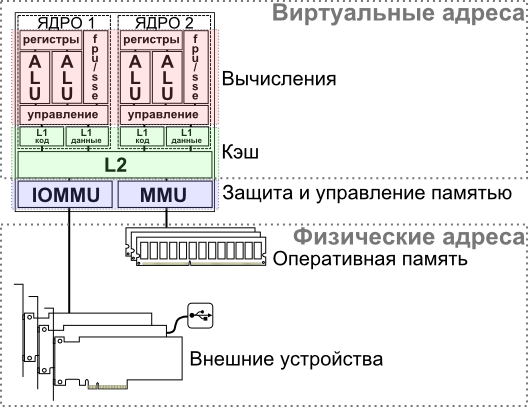 Виртуальные адреса
ЯДРО 1
ЯДРО 2
регистры
fpu/sse
регистры
fpu/sse
ALU
ALU
ALU
ALU
Вычисления
управление
управление
L1 код
L1 данные
L1 код
L1 данные
Кэш
L2
IOMMU
MMU
Защита и управление памятью
Физические адреса
Оперативная память
Внешние устройства